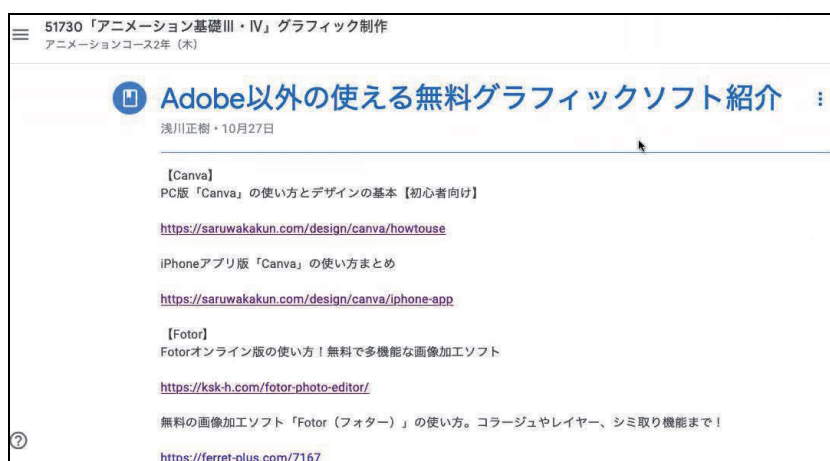 51730「アニメーション基礎Ⅲ・Ⅳ」グラフィック制作
アニメーションコース2年（木）
Adobe以外の使える無料グラフィックソフト紹介
浅川正樹・10月27日
【Canva】
PC版「Canva」の使い方とデザインの基本【初心者向け】
https://saruwakakun.com/design/canva/howtouse
iPhoneアプリ版「Canva」の使い方まとめ
https://saruwakakun.com/design/canva/iphone-app
【Fotor】
Fotorオンライン版の使い方！無料で多機能な画像加工ソフト
https://ksk-h.com/fotor-photo-editor/
無料の画像加工ソフト「Fotor（フォター）」の使い方。コラージュやレイヤー、シミ取り機能まで！
https://ferret-plus.com/7167